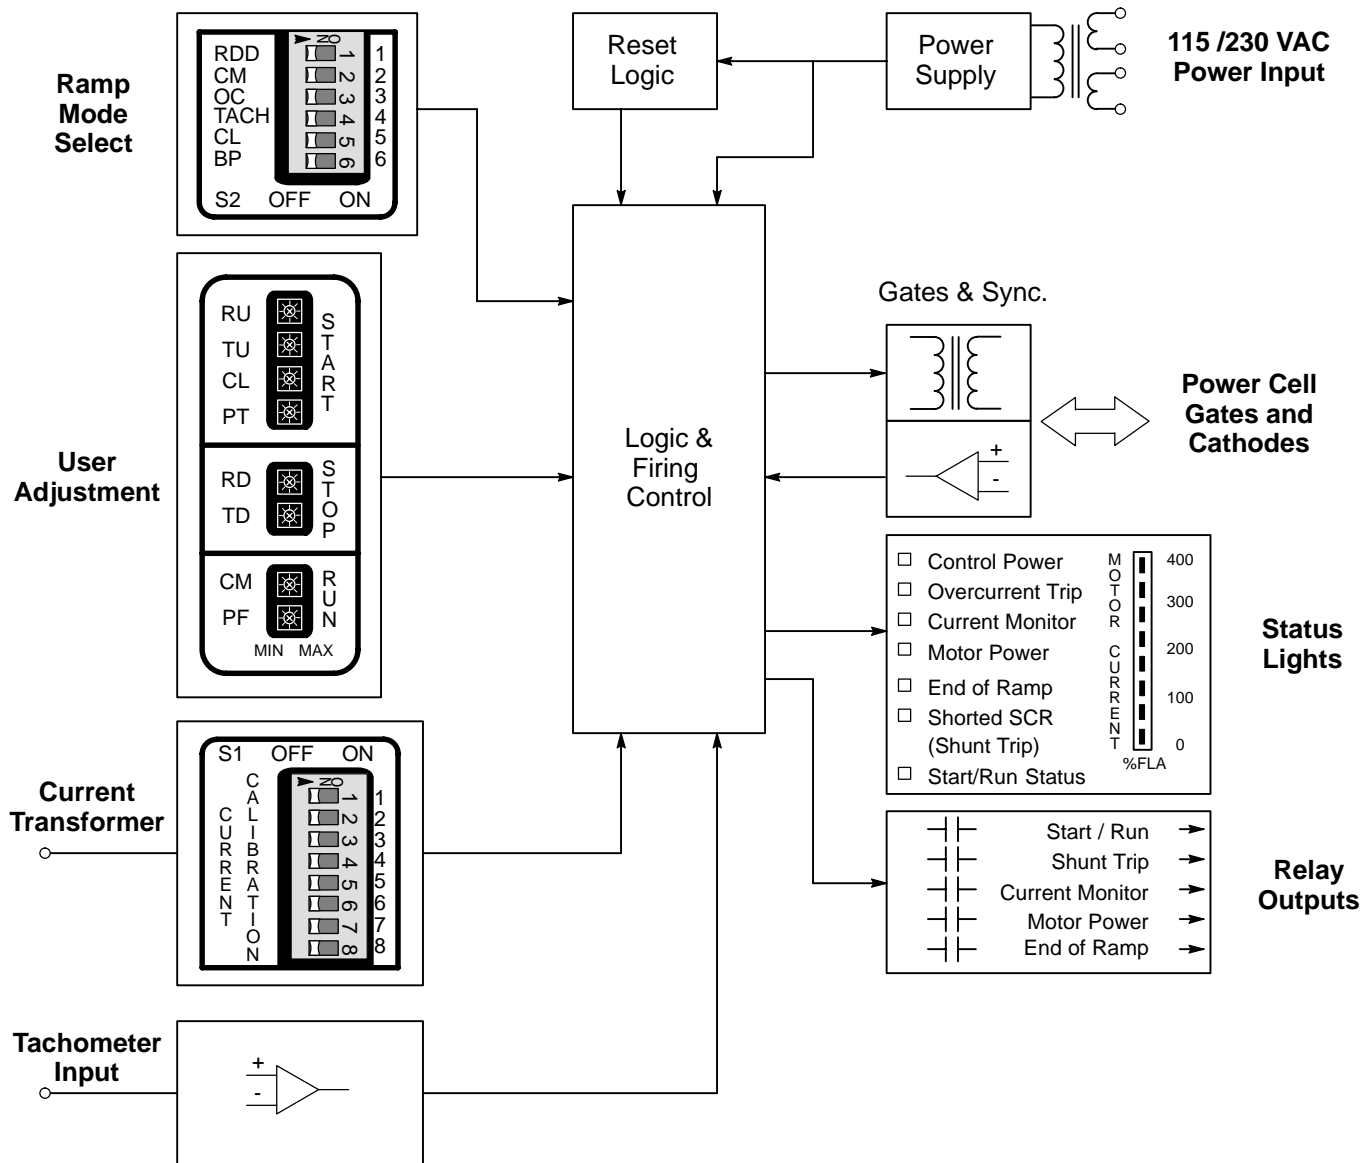 Ramp
Mode
Select
RDD
CM
OC
TACH
CL
BP
ON
1
2
3
4
5
6
1
2
3
4
5
6
S2 OFF ON
Reset
Logic
Power
Supply
115 /230 VAC
Power Input
User
Adjustment
RU
TU
CL
PT
START
RD
TD
STOP
CM
PF
RUN
MIN MAX
Logic &
Firing
Control
Gates & Sync.
+
-
Power Cell
Gates and
Cathodes
Control Power
Overcurrent Trip
Current Monitor
Motor Power
End of Ramp
Shorted SCR
(Shunt Trip)
Start/Run Status
MOTOR CURRENT
400
300
200
100
0
%FLA
Status
Lights
Current
Transformer
S1 OFF ON
CURRENT
CALIBRATION
ON
1
2
3
4
5
6
7
8
1
2
3
4
5
6
7
8
Start / Run
Shunt Trip
Current Monitor
Motor Power
End of Ramp
Relay
Outputs
Tachometer
Input
+
-